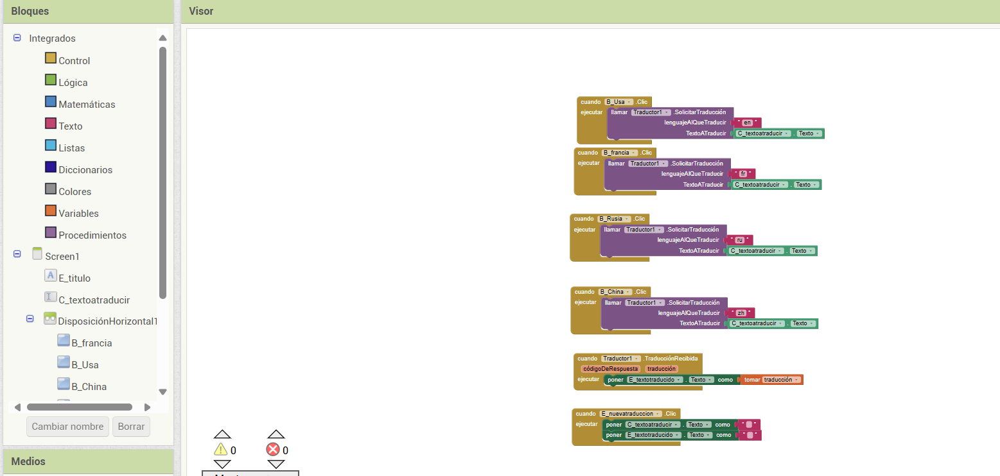 Bloques
Integrados
Control
Lógica
Matemáticas
Texto
Listas
Diccionarios
Colores
Variables
Procedimientos
Screen1
E_titulo
C_textoatraducir
DisposiciónHorizontal1
B_francia
B_Usa
B_China
Cambiar nombre
Borrar
Medios
Visor
cuando B_Usa .Clic
ejecutar llamar Traductor1 .SolicitarTraducción
lenguajeAlQueTraducir " en "
TextoATraducir C_textoatraducir . Texto
cuando B_francia .Clic
ejecutar llamar Traductor1 .SolicitarTraducción
lenguajeAlQueTraducir " fr "
TextoATraducir C_textoatraducir . Texto
cuando B_Rusia .Clic
ejecutar llamar Traductor1 .SolicitarTraducción
lenguajeAlQueTraducir " ru "
TextoATraducir C_textoatraducir . Texto
cuando B_China .Clic
ejecutar llamar Traductor1 .SolicitarTraducción
lenguajeAlQueTraducir " zh "
TextoATraducir C_textoatraducir . Texto
cuando Traductor1 .TraducciónRecibida
códigoDeRespuesta traducción
ejecutar poner E_textotraducido . Texto como tomar traducción
cuando E_nuevatraduccion .Clic
ejecutar poner C_textoatraducir . Texto como " "
poner E_textotraducido . Texto como " "
0 0